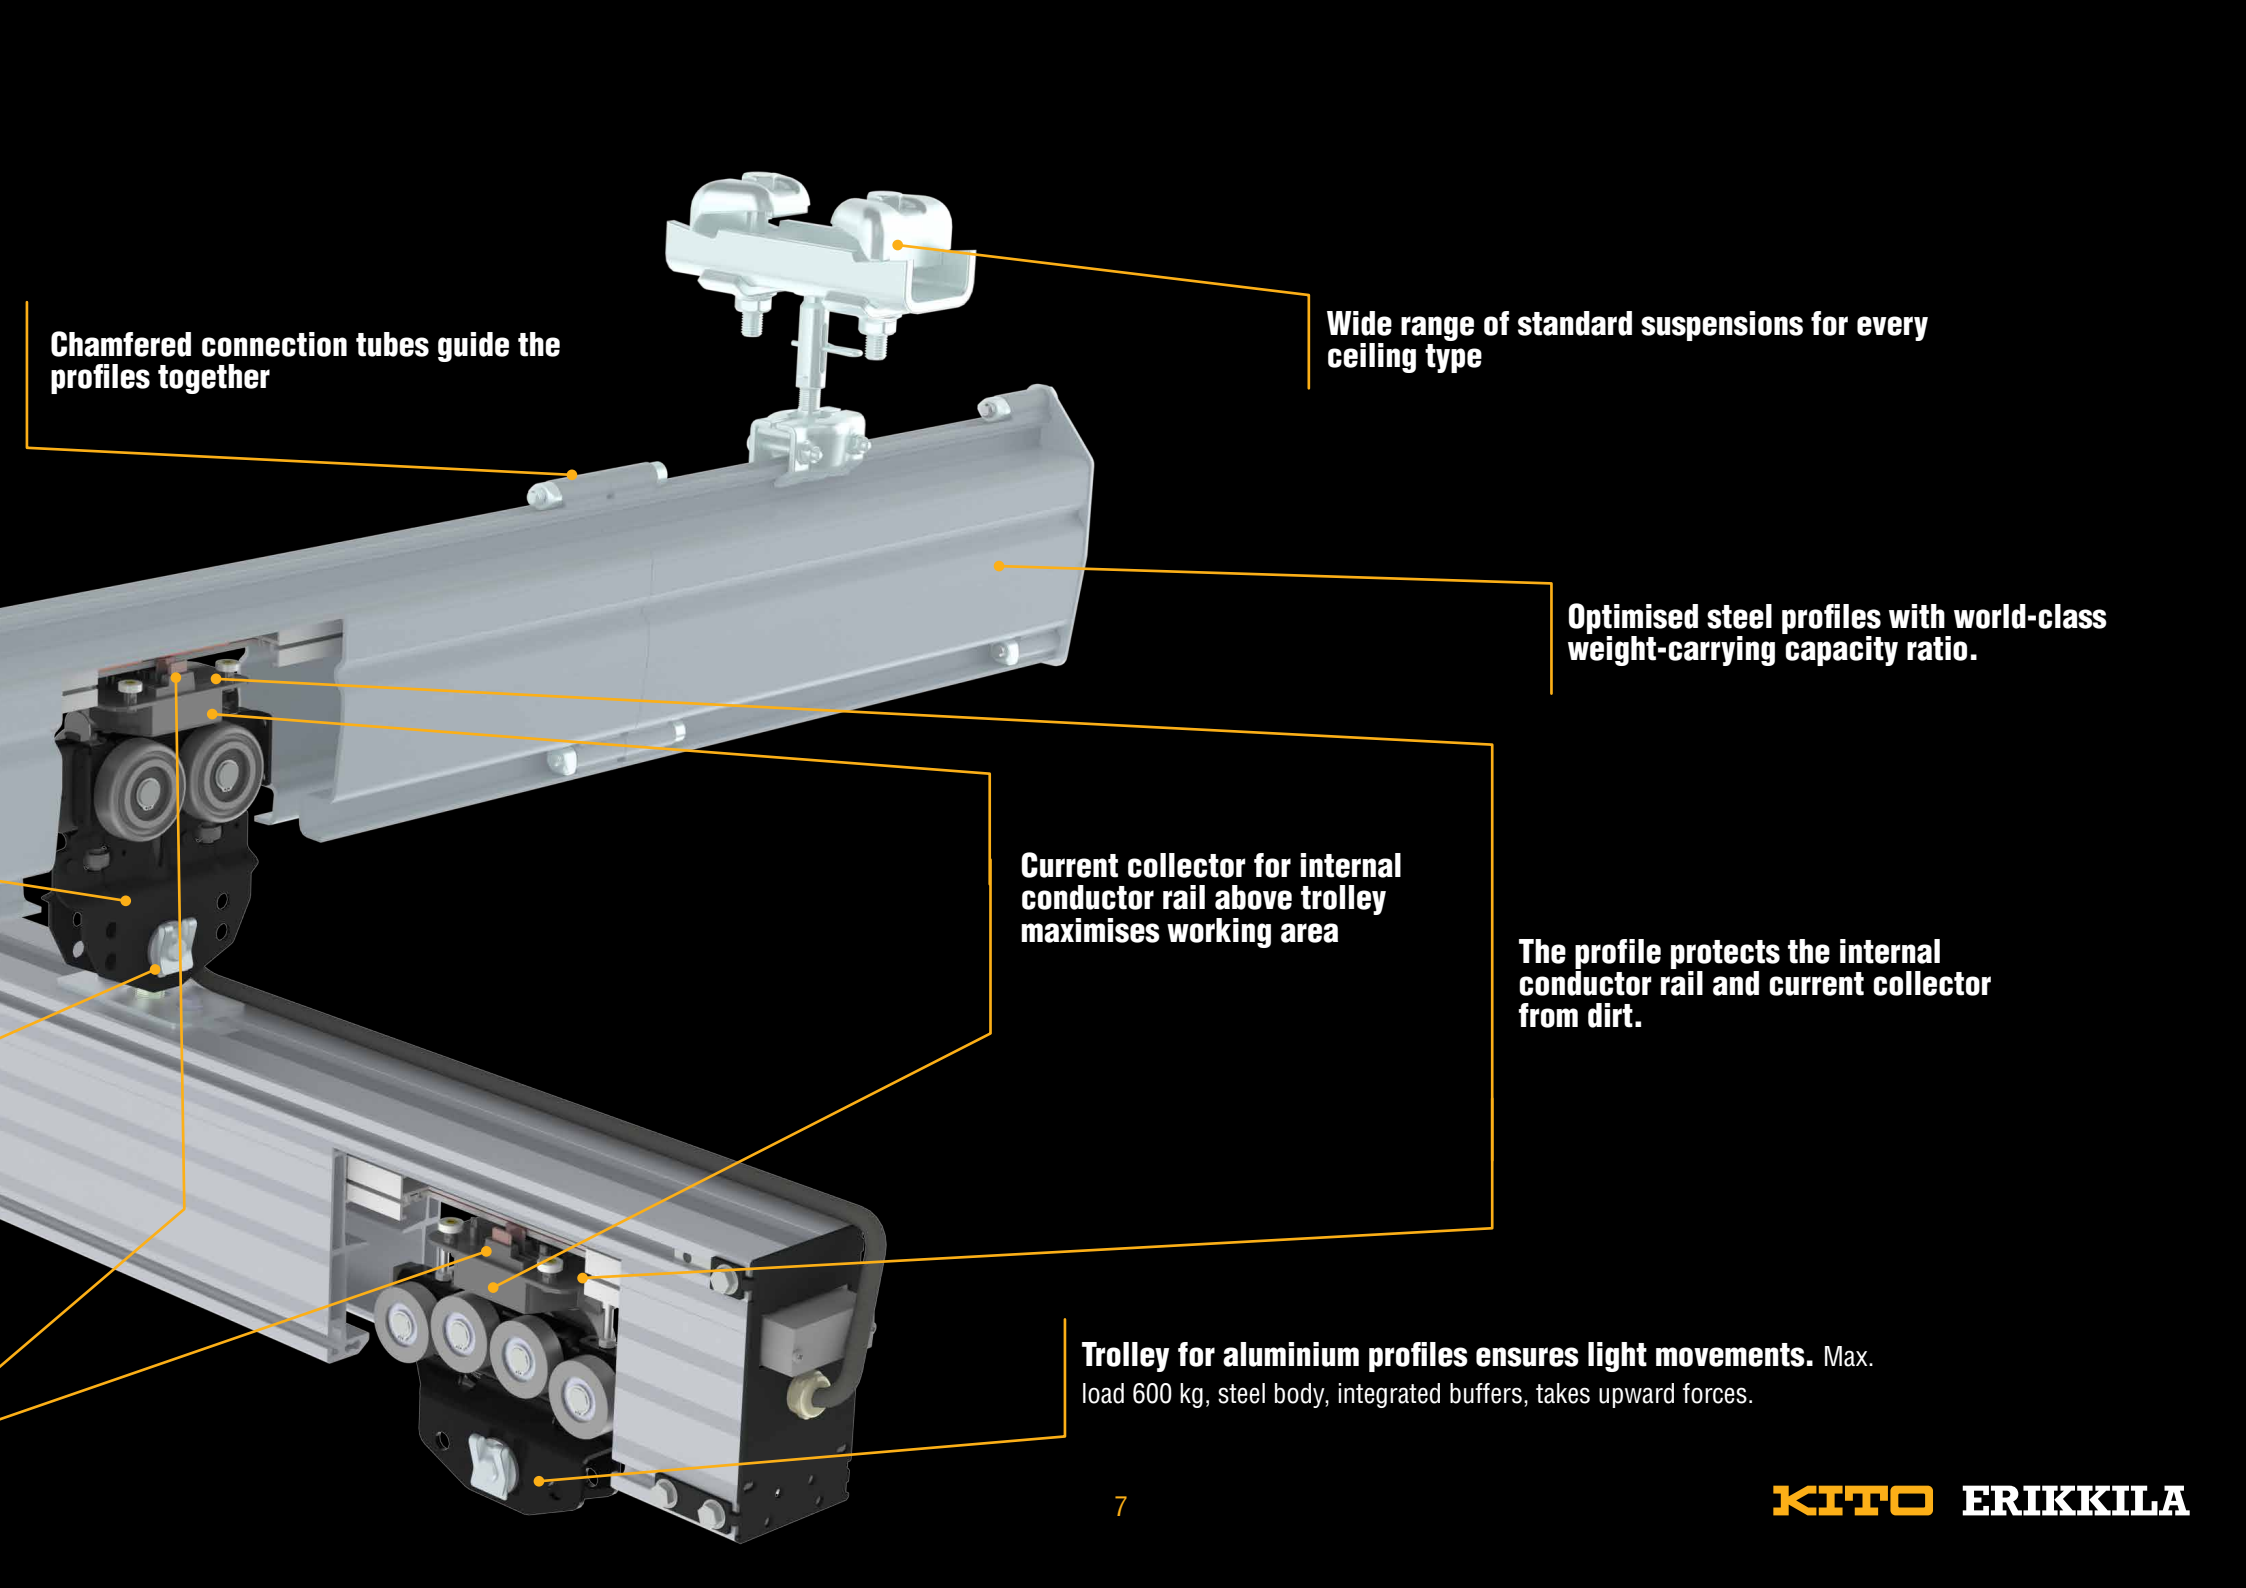 Chamfered connection tubes guide the
profiles together
Wide range of standard suspensions for every
ceiling type
Optimised steel profiles with world-class
weight-carrying capacity ratio.
Current collector for internal
conductor rail above trolley
maximises working area
The profile protects the internal
conductor rail and current collector
from dirt.
Trolley for aluminium profiles ensures light movements. Max.
load 600 kg, steel body, integrated buffers, takes upward forces.
7
KITO ERIKKILA